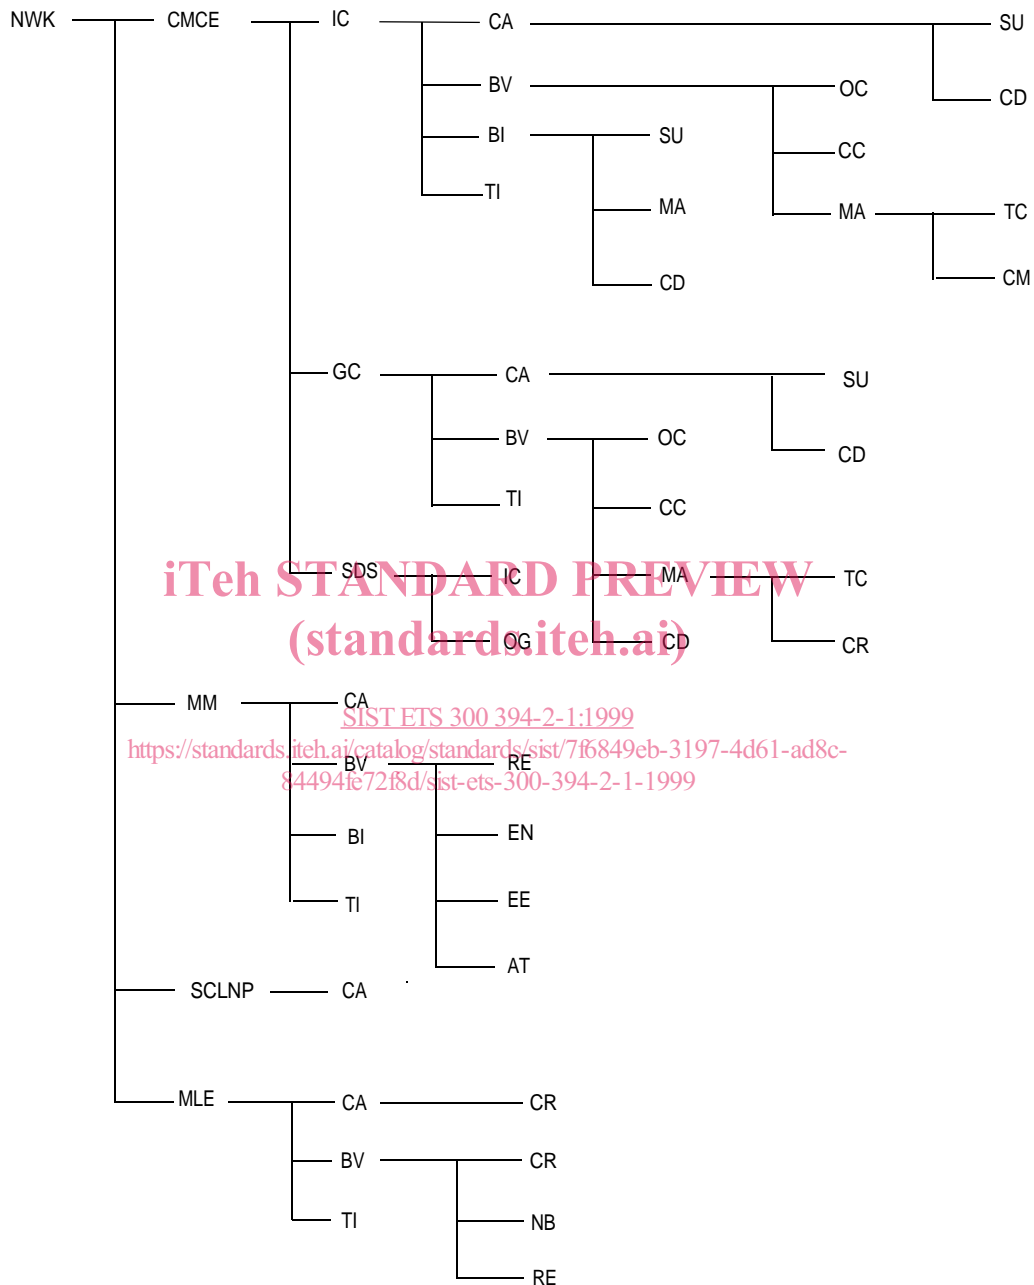 NWK CMCE IC CA SU
BV OC CD
BI SU CC
TI MA MA TC
CD CM
GC CA SU
BV OC CD
TI CC
SDS IC MA TC
iTeh STANDARD PREVIEW
OG CD CR
(standards.iteh.ai)
MM CA
SIST ETS 300 394-2-1:1999
https://standards.iteh.ai/catalog/standards/sist/7f6849eb-3197-4d61-ad8c-
BV RE
84494fe72f8d/sist-ets-300-394-2-1-1999
BI EN
TI EE
AT
SCLNP CA
MLE CA CR
BV CR
TI NB
RE